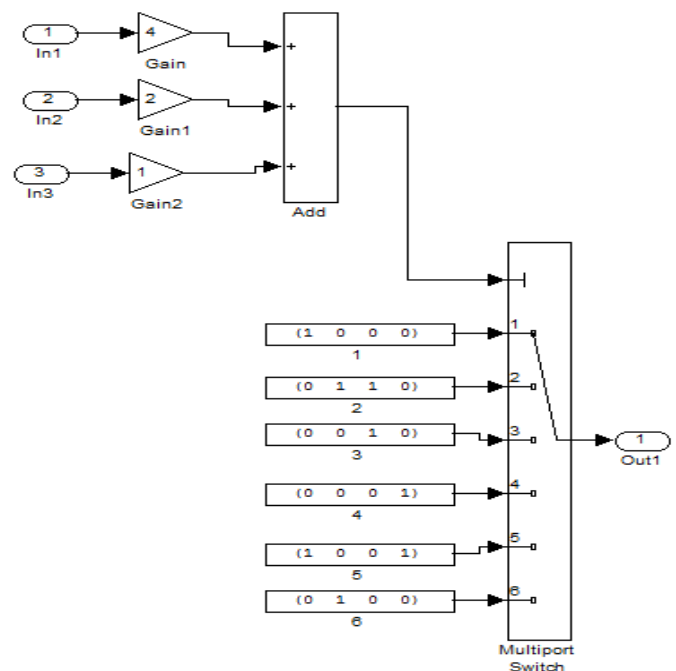 1
In1
4
Gain
+
2
In2
2
Gain1
+
3
In3
1
Gain2
+
Add
(1 0 0 0)
1
1
(0 1 1 0)
2
2
(0 0 1 0)
3
3
1
Out1
(0 0 0 1)
4
4
(1 0 0 1)
5
5
(0 1 0 0)
6
6
Multiport
Switch